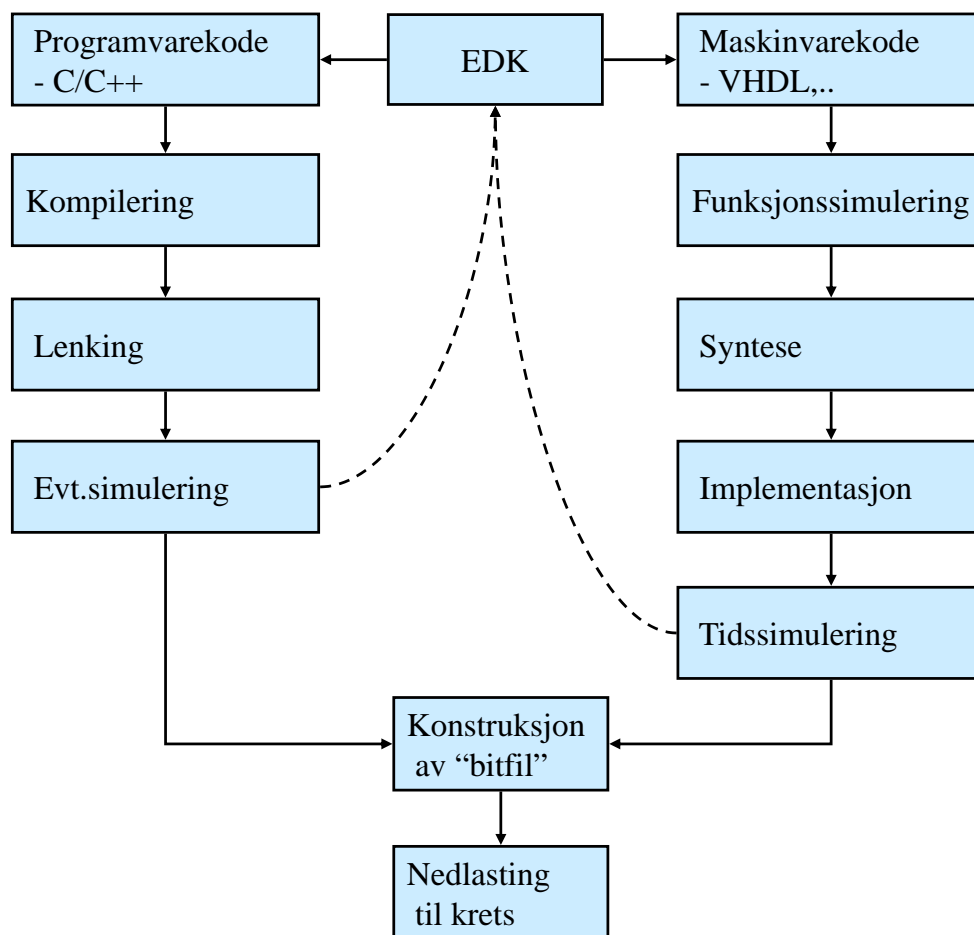 Programvarekode
- C/C++
EDK
Maskinvarekode
- VHDL,..
Kompilering
Funksjonssimulering
Lenking
Syntese
Evt.simulering
Implementasjon
Tidssimulering
Konstruksjon
av “bitfil”
Nedlasting
til krets